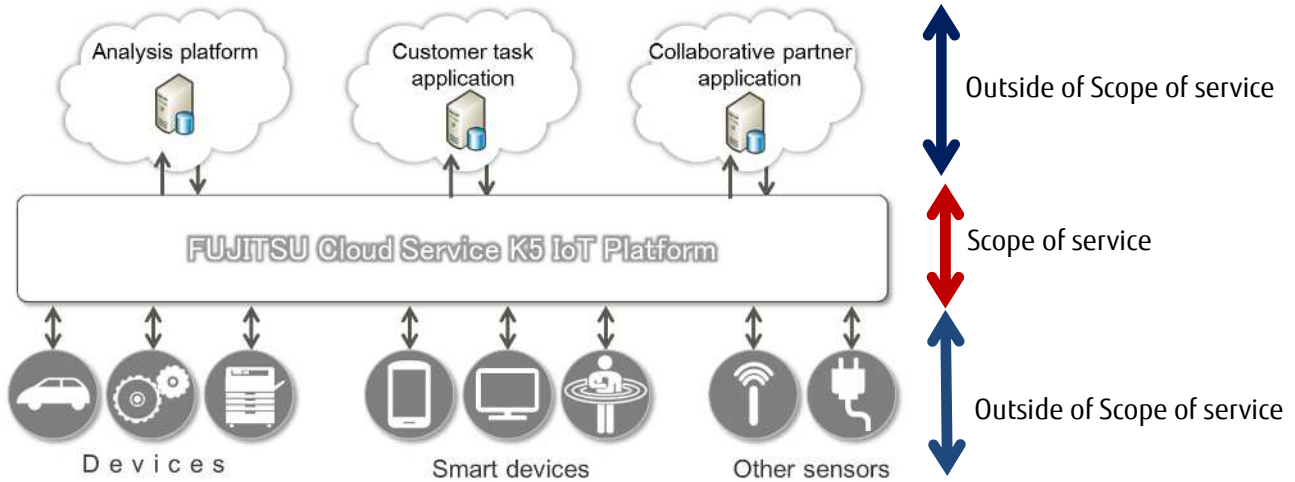 Analysis platform
Customer task
application
Collaborative partner
application
Outside of Scope of service
FUJITSU Cloud Service K5 IoT Platform
Scope of service
Outside of Scope of service
Devices
Smart devices
Other sensors